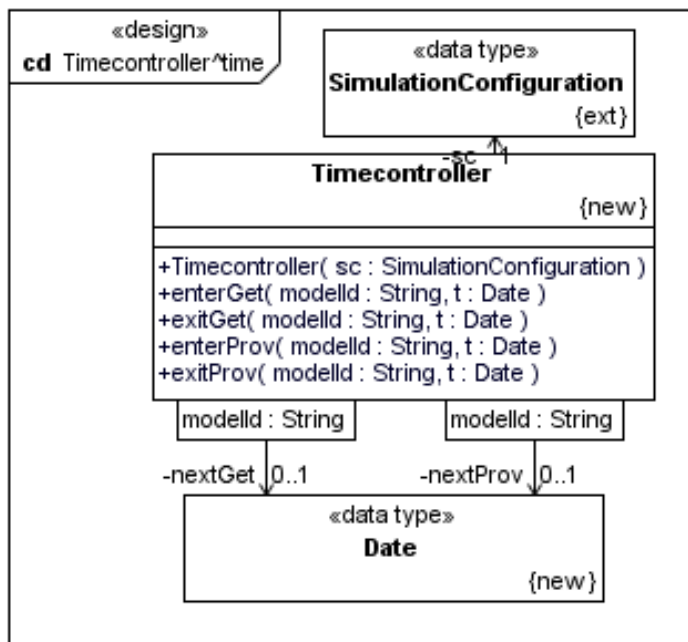 «design»
cd Timecontroller^time
«data type»
SimulationConfiguration
{ext}
-sc 1
Timecontroller
{new}
+Timecontroller( sc : SimulationConfiguration )
+enterGet( modelId : String, t : Date )
+exitGet( modelId : String, t : Date )
+enterProv( modelId : String, t : Date )
+exitProv( modelId : String, t : Date )
modelId : String modelId : String
-nextGet 0..1 -nextProv 0..1
«data type»
Date
{new}